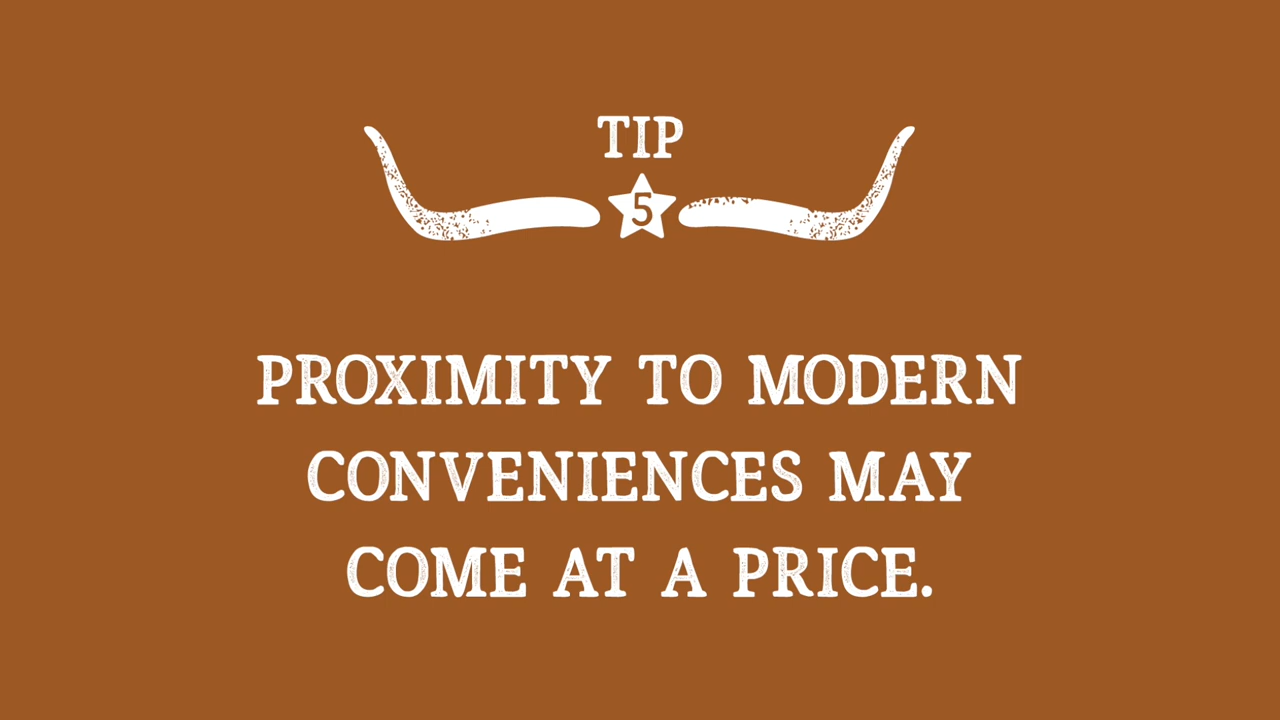 TIP
5
PROXIMITY TO MODERN
CONVENIENCES MAY
COME AT A PRICE.